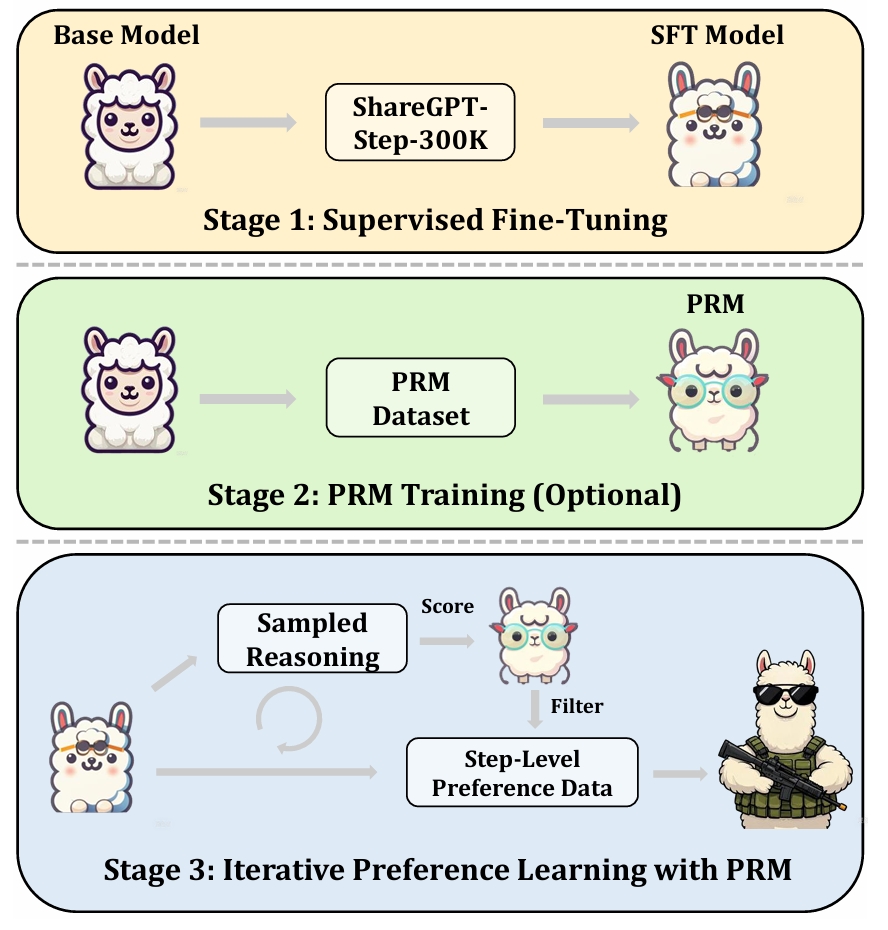 Base Model
SFT Model
ShareGPT-
Step-300K
Stage 1: Supervised Fine-Tuning
PRM
PRM
Dataset
Stage 2: PRM Training (Optional)
Sampled
Reasoning
Score
Filter
Step-Level
Preference Data
Stage 3: Iterative Preference Learning with PRM